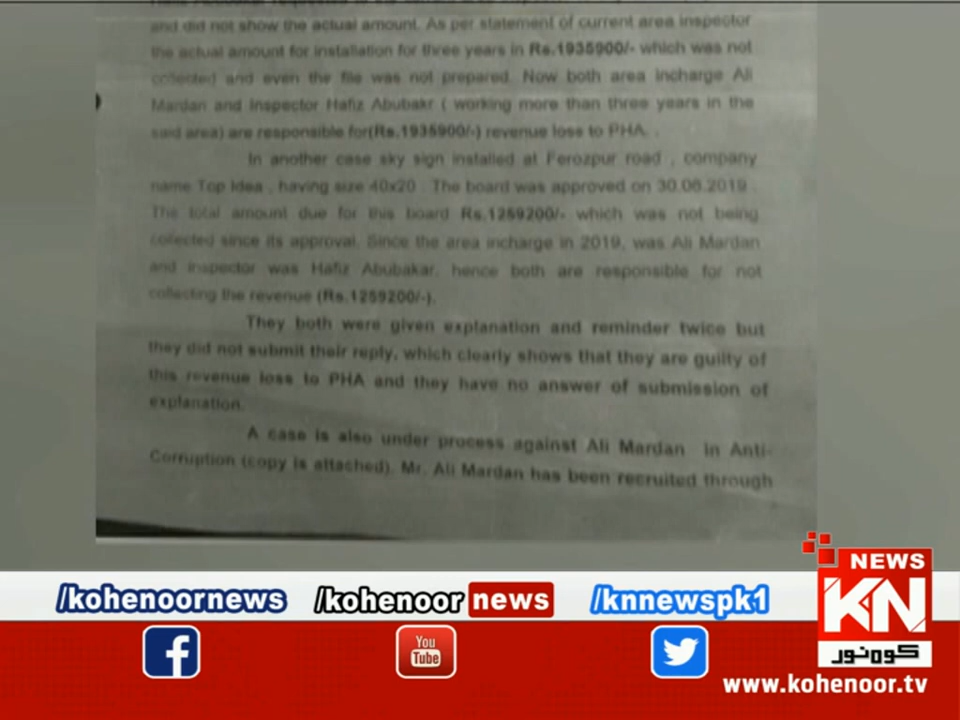 and did not show the actual amount. As per statement of current area inspector
the actual amount for installation for three years in Rs.1935900/- which was not
collected and even the file was not prepared. Now both area Incharge Ali
Mardan and Inspector Hafiz Abubakr ( working more than three years in the
said area) are responsible for(Rs.1935900/-) revenue loss to PHA. .
In another case sky sign installed at Ferozpur road , company
name Top Idea , having size 40x20 . The board was approved on 30.06.2019 .
The total amount due for this board Rs.1259200/- which was not being
collected since its approval. Since the area incharge in 2019, was Ali Mardan
and inspector was Hafiz Abubakar, hence both are responsible for not
collecting the revenue (Rs.1259200/-).
They both were given explanation and reminder twice but
they did not submit their reply, which clearly shows that they are guilty of
this revenue loss to PHA and they have no answer of submission of
explanation.
A case is also under process against Ali Mardan in Anti-
Corruption (copy is attached). Mr. Ali Mardan has been recruited through
/kohenoornews
/kohenoor news
/knnewspk1
You
Tube
NEWS
KN
کوہ نور
www.kohenoor.tv